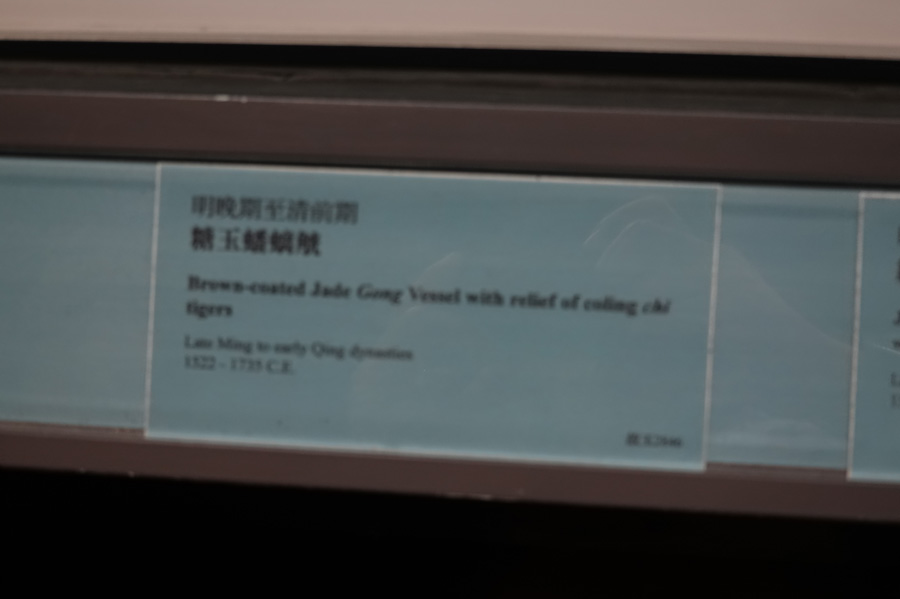 明晚期至清前期
糖玉蟠螭觥
Brown-coated Jade Gong Vessel with relief of coling chi
tigers
Late Ming to early Qing dynasties
1522 - 1735 C.E.